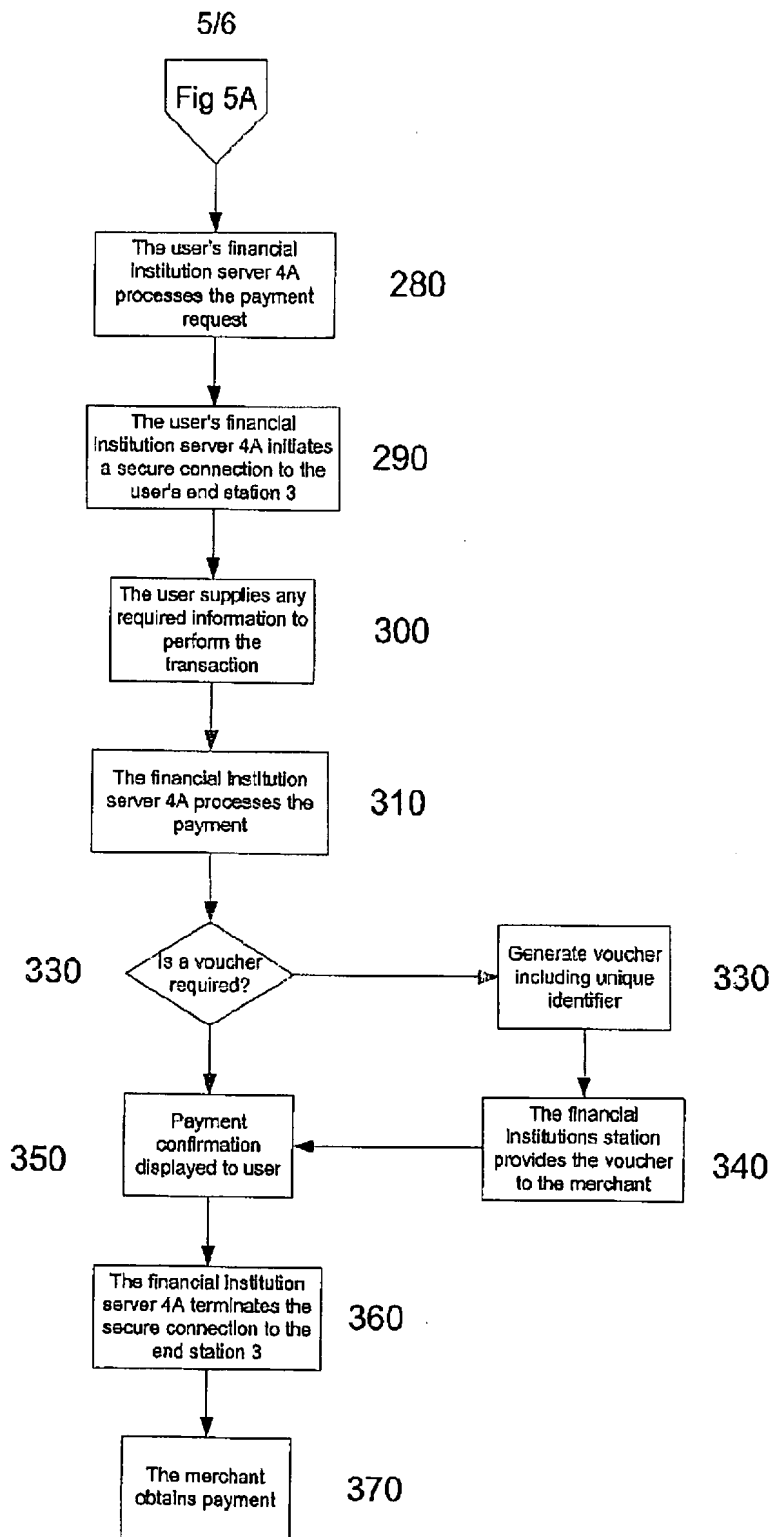 5/6
Fig 5A
The user's financial
Institution server 4A
processes the payment
request
280
The user's financial
Institution server 4A initiates
a secure connection to the
user's end station 3
290
The user supplies any
required information to
perform the
transaction
300
The financial Institution
server 4A processes the
payment
310
330
Is a voucher
required?
Generate voucher
including unique
identifier
330
350
Payment
confirmation
displayed to user
The financial
Institutions station
provides the voucher
to the merchant
340
The financial Institution
server 4A terminates the
secure connection to the
end station 3
360
The merchant
obtains payment
370